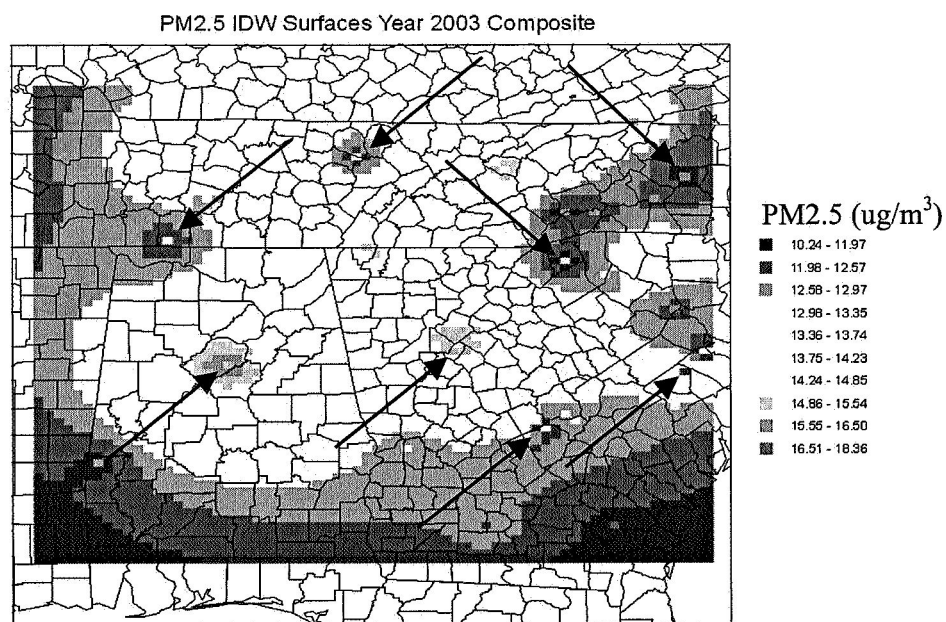 PM2.5 IDW Surfaces Year 2003 Composite
PM2.5 (ug/m³)
10.24 - 11.97
11.98 - 12.57
12.58 - 12.97
12.98 - 13.35
13.36 - 13.74
13.75 - 14.23
14.24 - 14.85
14.86 - 15.54
15.55 - 16.50
16.51 - 18.36